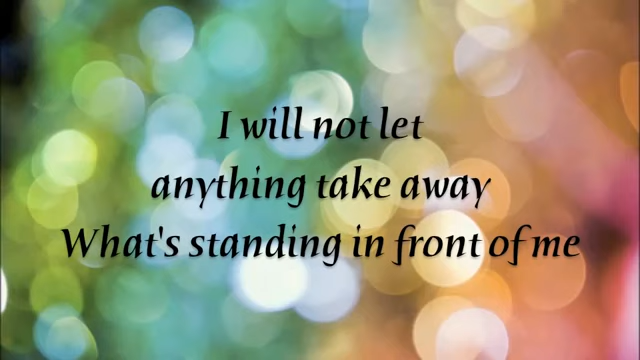 I will not let
anything take away
What's standing in front of me